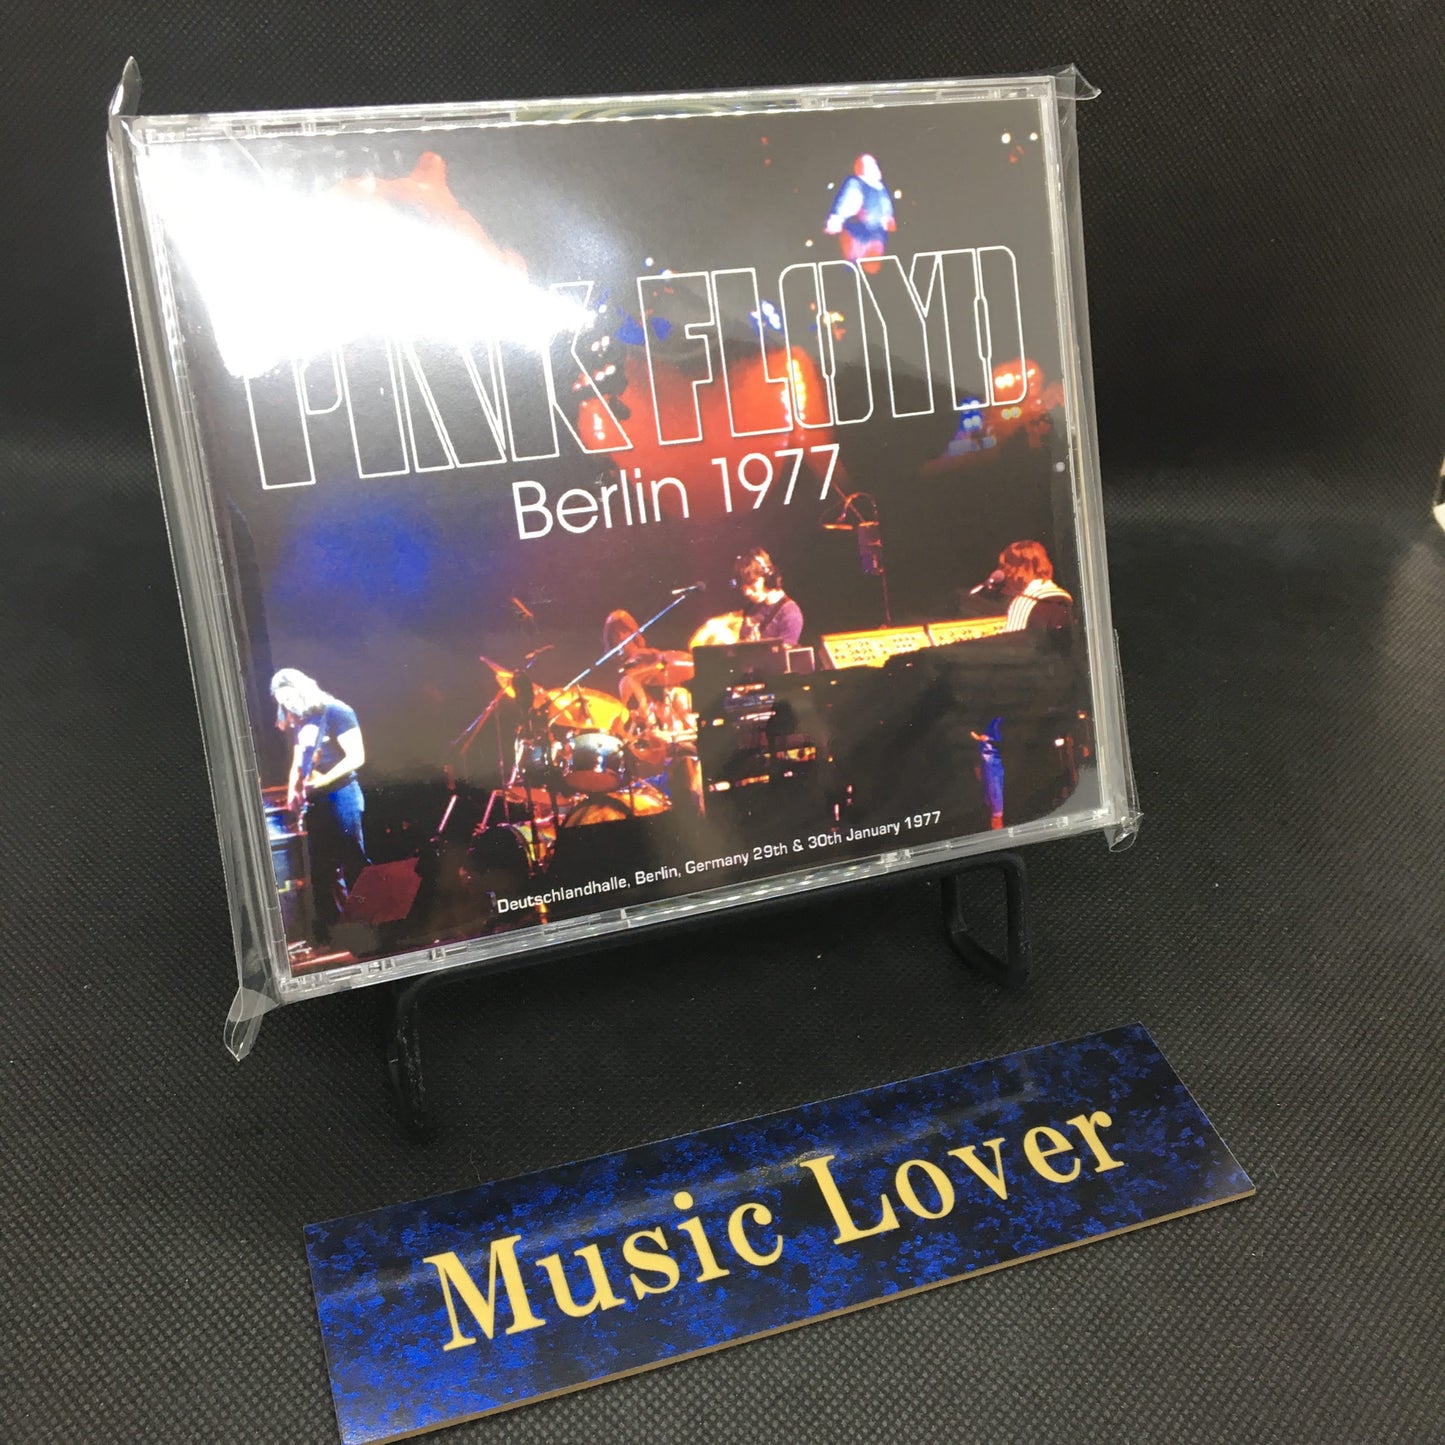 PINK FLOYD
Berlin 1977
Deutschlandhalle, Berlin, Germany 29th & 30th January 1977
Music Lover